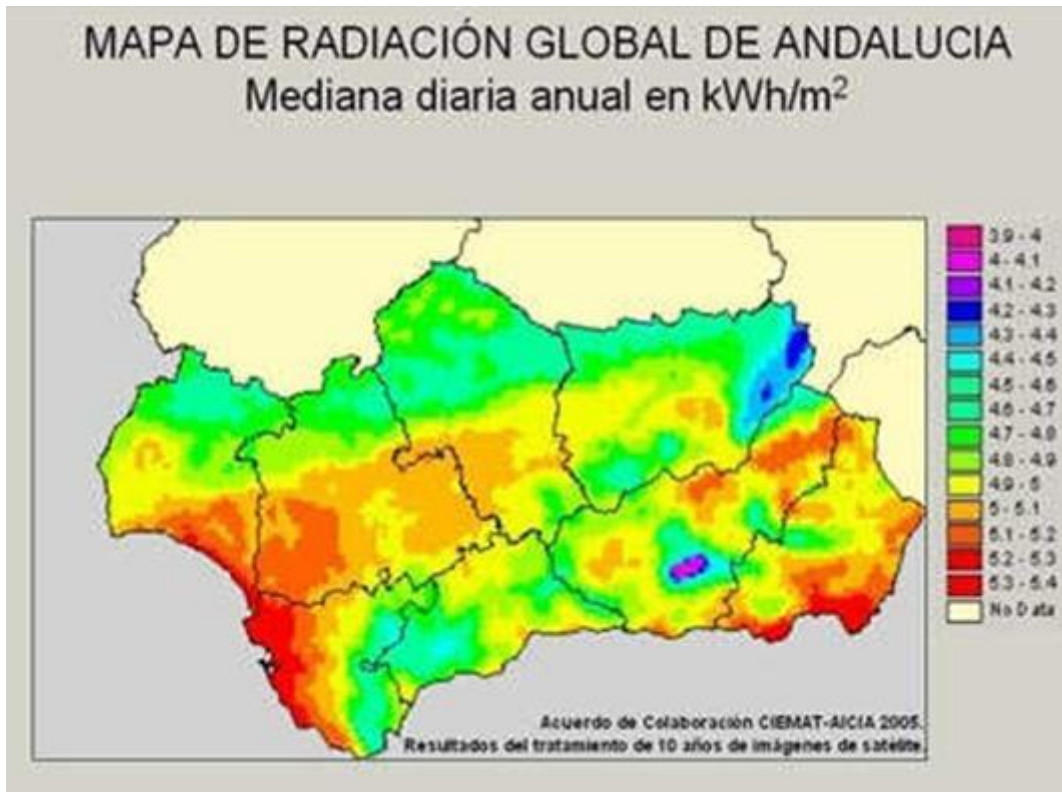 MAPA DE RADIACIÓN GLOBAL DE ANDALUCIA
Mediana diaria anual en kWh/m²
3.9 - 4
4 - 4.1
4.1 - 4.2
4.2 - 4.3
4.3 - 4.4
4.4 - 4.5
4.5 - 4.6
4.6 - 4.7
4.7 - 4.8
4.8 - 4.9
4.9 - 5
5 - 5.1
5.1 - 5.2
5.2 - 5.3
5.3 - 5.4
No Data
Acuerdo de Colaboración CIEMAT-AICIA 2005.
Resultados del tratamiento de 10 años de imágenes de satélite.